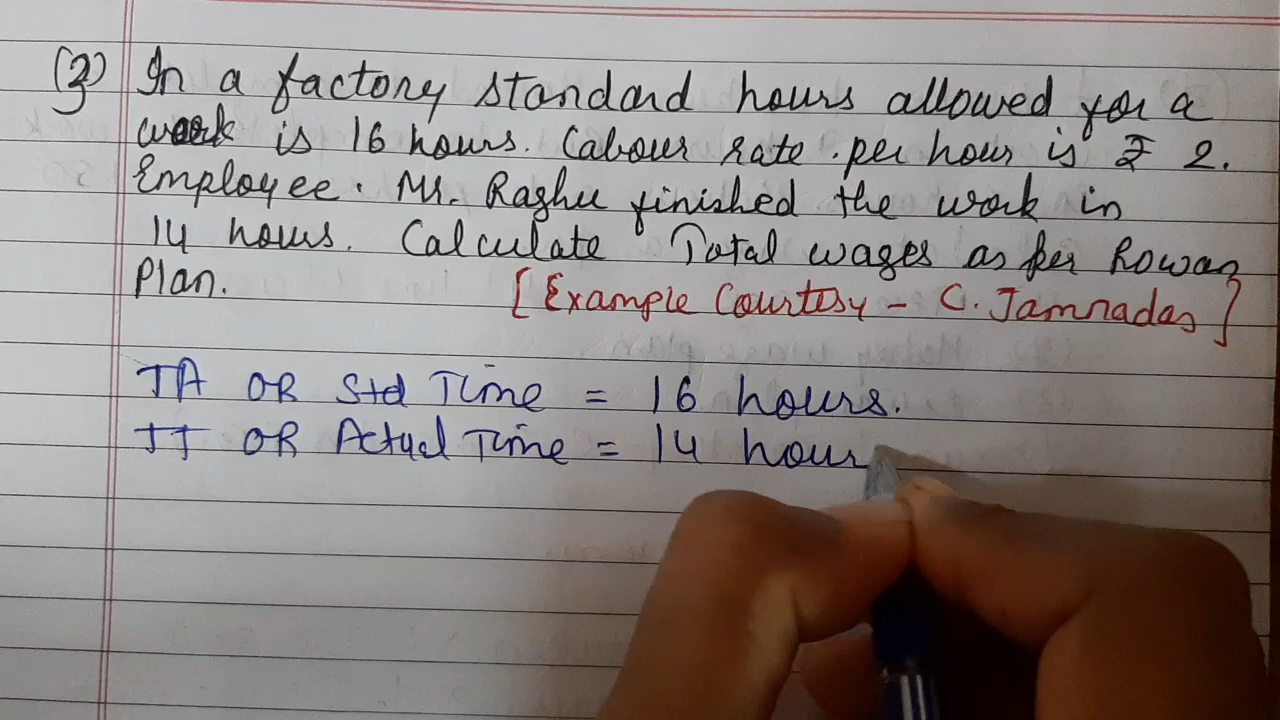 (3) In a factory standard hours allowed for a
work is 16 hours. Labour rate per hour is ₹ 2.
Employee. Mr. Raghu finished the work in
14 hours. Calculate Total wages as per Rowan
Plan.
[Example Courtesy - C. Jamnadas]
TA OR Std Time = 16 hours.
TT OR Actual Time = 14 hour